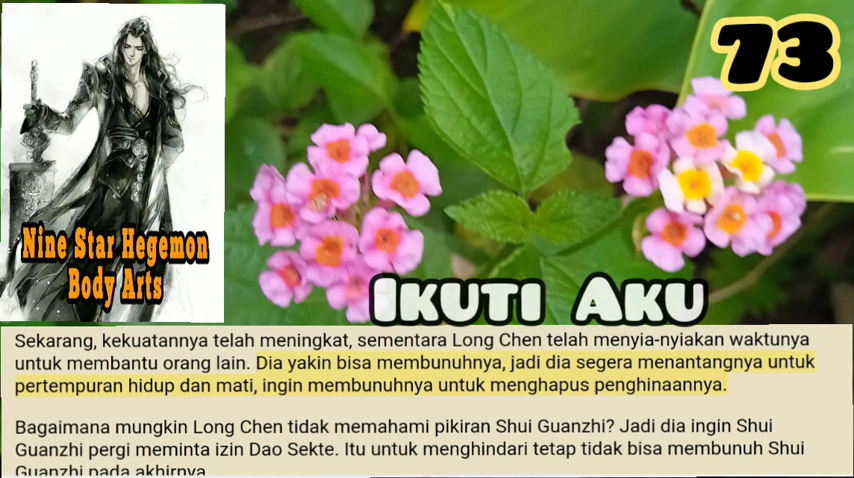 73
Nine Star Hegemon
Body Arts
Ikuti Aku
Sekarang, kekuatannya telah meningkat, sementara Long Chen telah menyia-nyiakan waktunya
untuk membantu orang lain. Dia yakin bisa membunuhnya, jadi dia segera menantangnya untuk
pertempuran hidup dan mati, ingin membunuhnya untuk menghapus penghinaannya.
Bagaimana mungkin Long Chen tidak memahami pikiran Shui Guanzhi? Jadi dia ingin Shui
Guanzhi pergi meminta izin Dao Sekte. Itu untuk menghindari tetap tidak bisa membunuh Shui
Guanzhi pada akhirnya